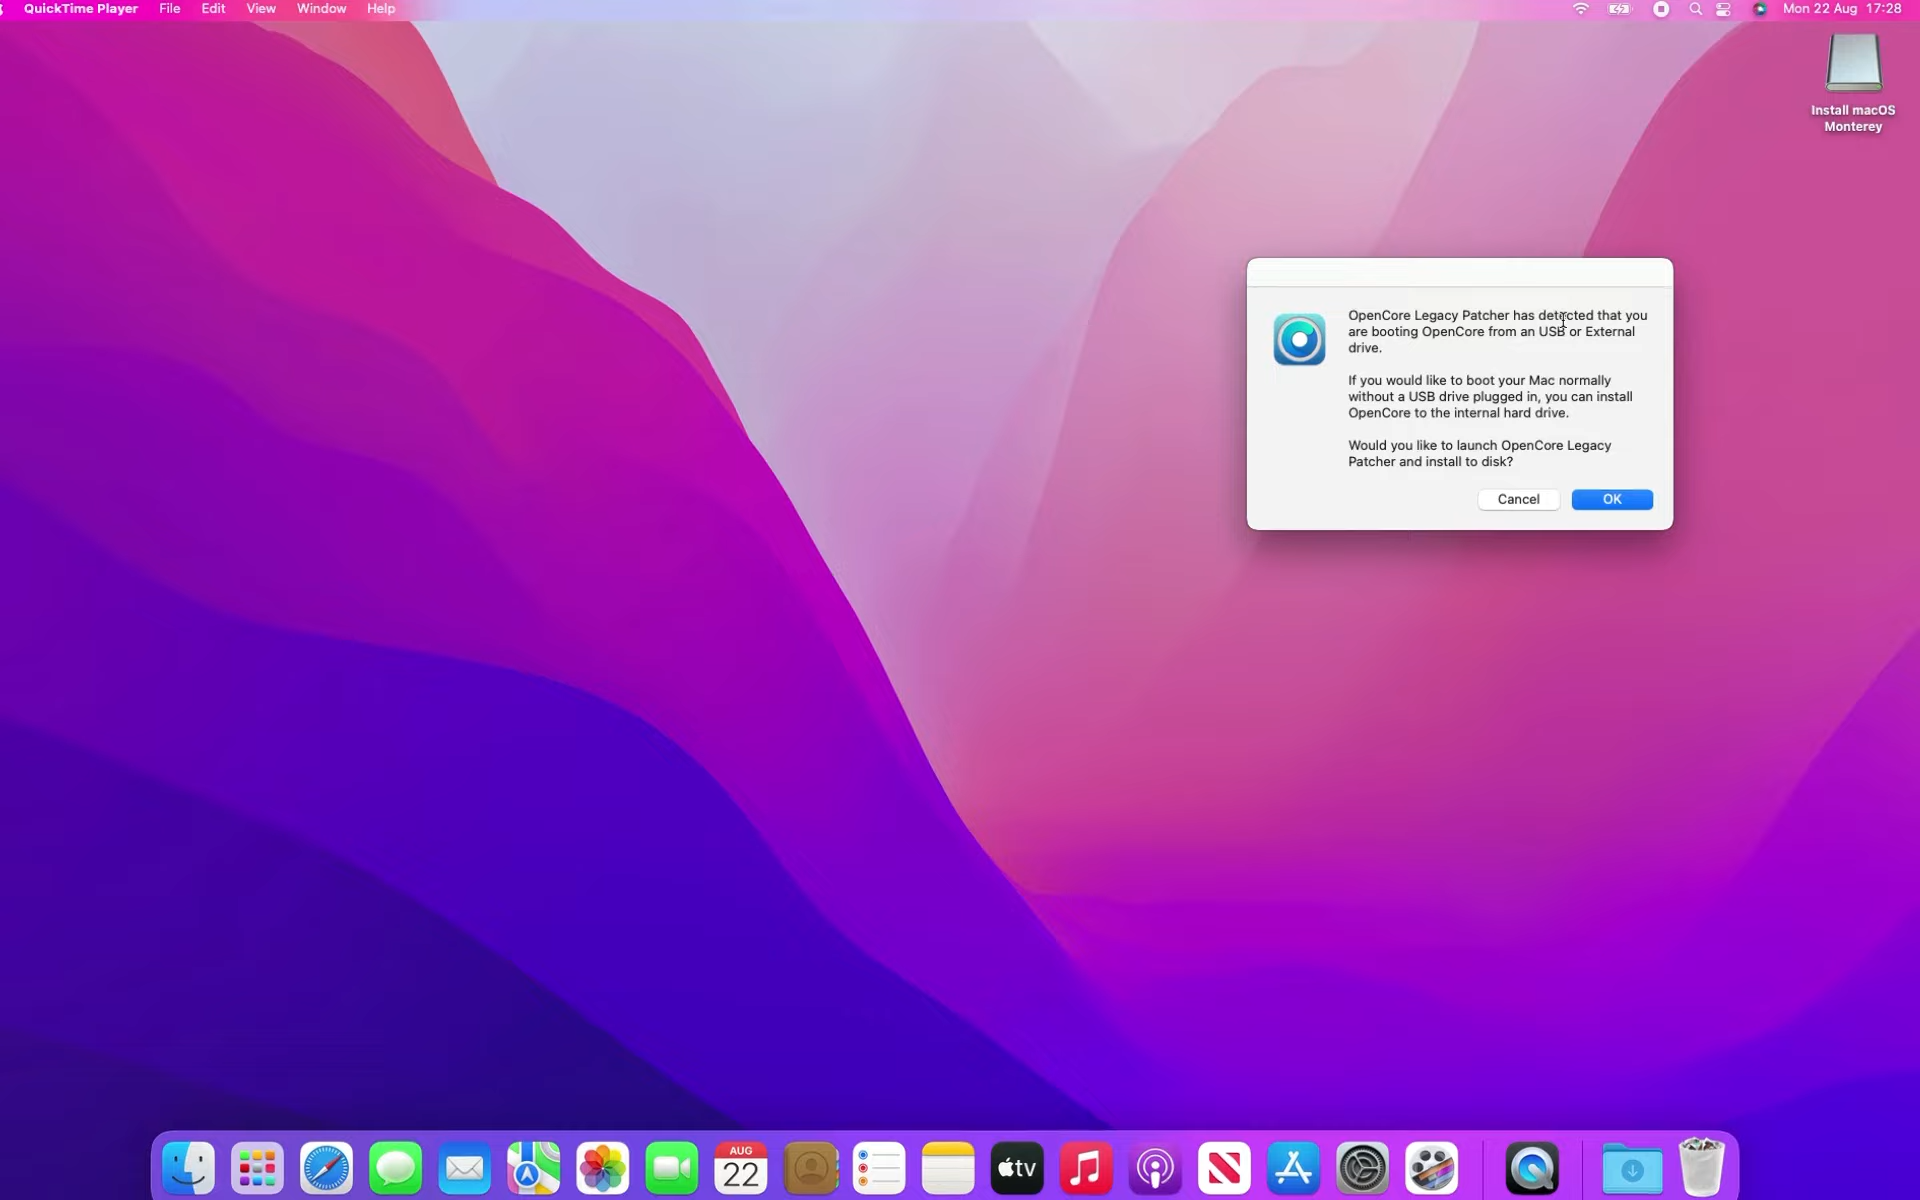 QuickTime Player File Edit View Window Help Mon 22 Aug 17:28
Install macOS
Monterey
OpenCore Legacy Patcher has detected that you
are booting OpenCore from an USB or External
drive.
If you would like to boot your Mac normally
without a USB drive plugged in, you can install
OpenCore to the internal hard drive.
Would you like to launch OpenCore Legacy
Patcher and install to disk?
Cancel OK
AUG
22
tv